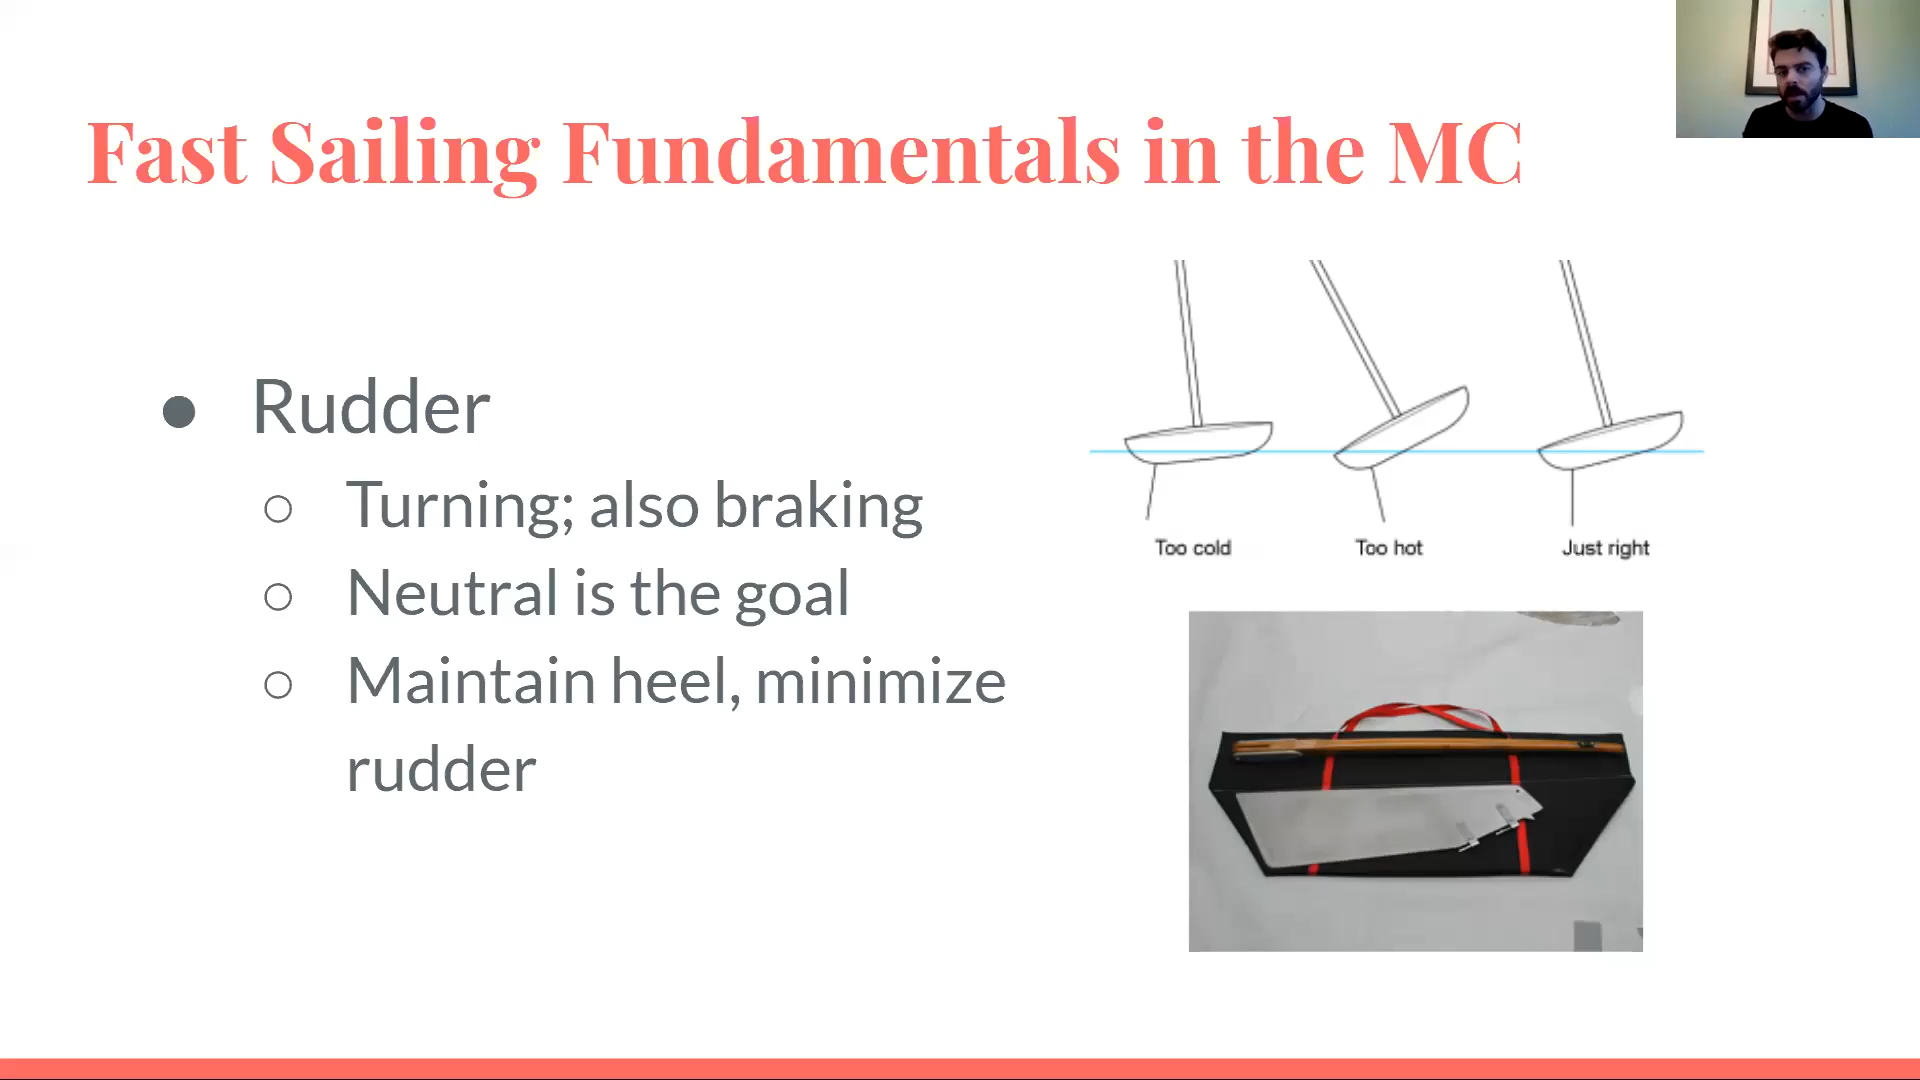 Fast Sailing Fundamentals in the MC
● Rudder
○ Turning; also braking
○ Neutral is the goal
○ Maintain heel, minimize
rudder
Too cold
Too hot
Just right